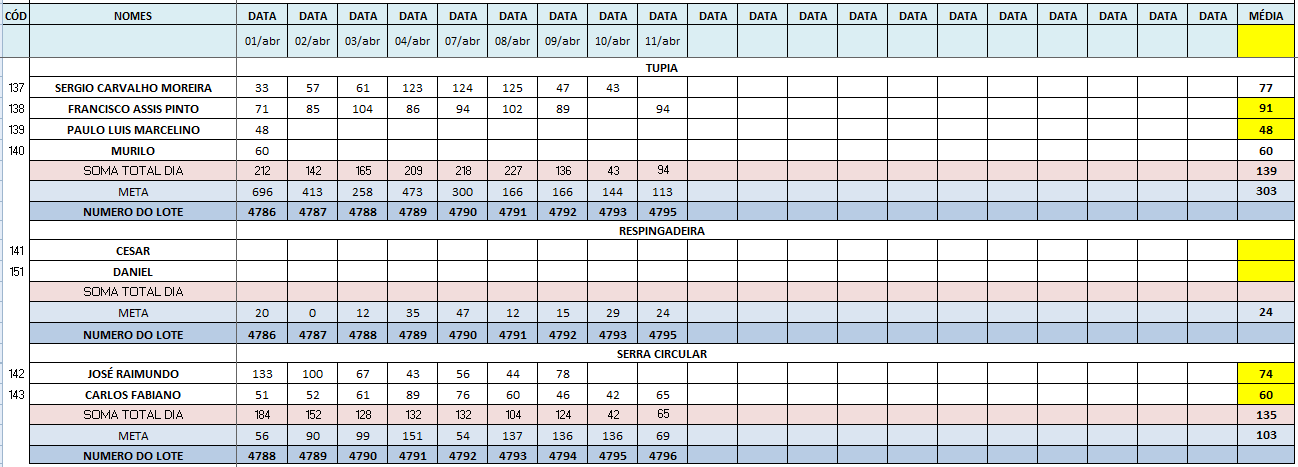 CÓD NOMES DATA DATA DATA DATA DATA DATA DATA DATA DATA DATA DATA DATA DATA DATA DATA DATA DATA DATA DATA DATA MÉDIA
01/abr 02/abr 03/abr 04/abr 07/abr 08/abr 09/abr 10/abr 11/abr
TUPIA
137 SERGIO CARVALHO MOREIRA 33 57 61 123 124 125 47 43 77
138 FRANCISCO ASSIS PINTO 71 85 104 86 94 102 89 94 91
139 PAULO LUIS MARCELINO 48 48
140 MURILO 60 60
SOMA TOTAL DIA 212 142 165 209 218 227 136 43 94 139
META 696 413 258 473 300 166 166 144 113 303
NUMERO DO LOTE 4786 4787 4788 4789 4790 4791 4792 4793 4795
RESPINGADEIRA
141 CESAR
151 DANIEL
SOMA TOTAL DIA
META 20 0 12 35 47 12 15 29 24 24
NUMERO DO LOTE 4786 4787 4788 4789 4790 4791 4792 4793 4795
SERRA CIRCULAR
142 JOSÉ RAIMUNDO 133 100 67 43 56 44 78 74
143 CARLOS FABIANO 51 52 61 89 76 60 46 42 65 60
SOMA TOTAL DIA 184 152 128 132 132 104 124 42 65 135
META 56 90 99 151 54 137 136 136 69 103
NUMERO DO LOTE 4788 4789 4790 4791 4792 4793 4794 4795 4796